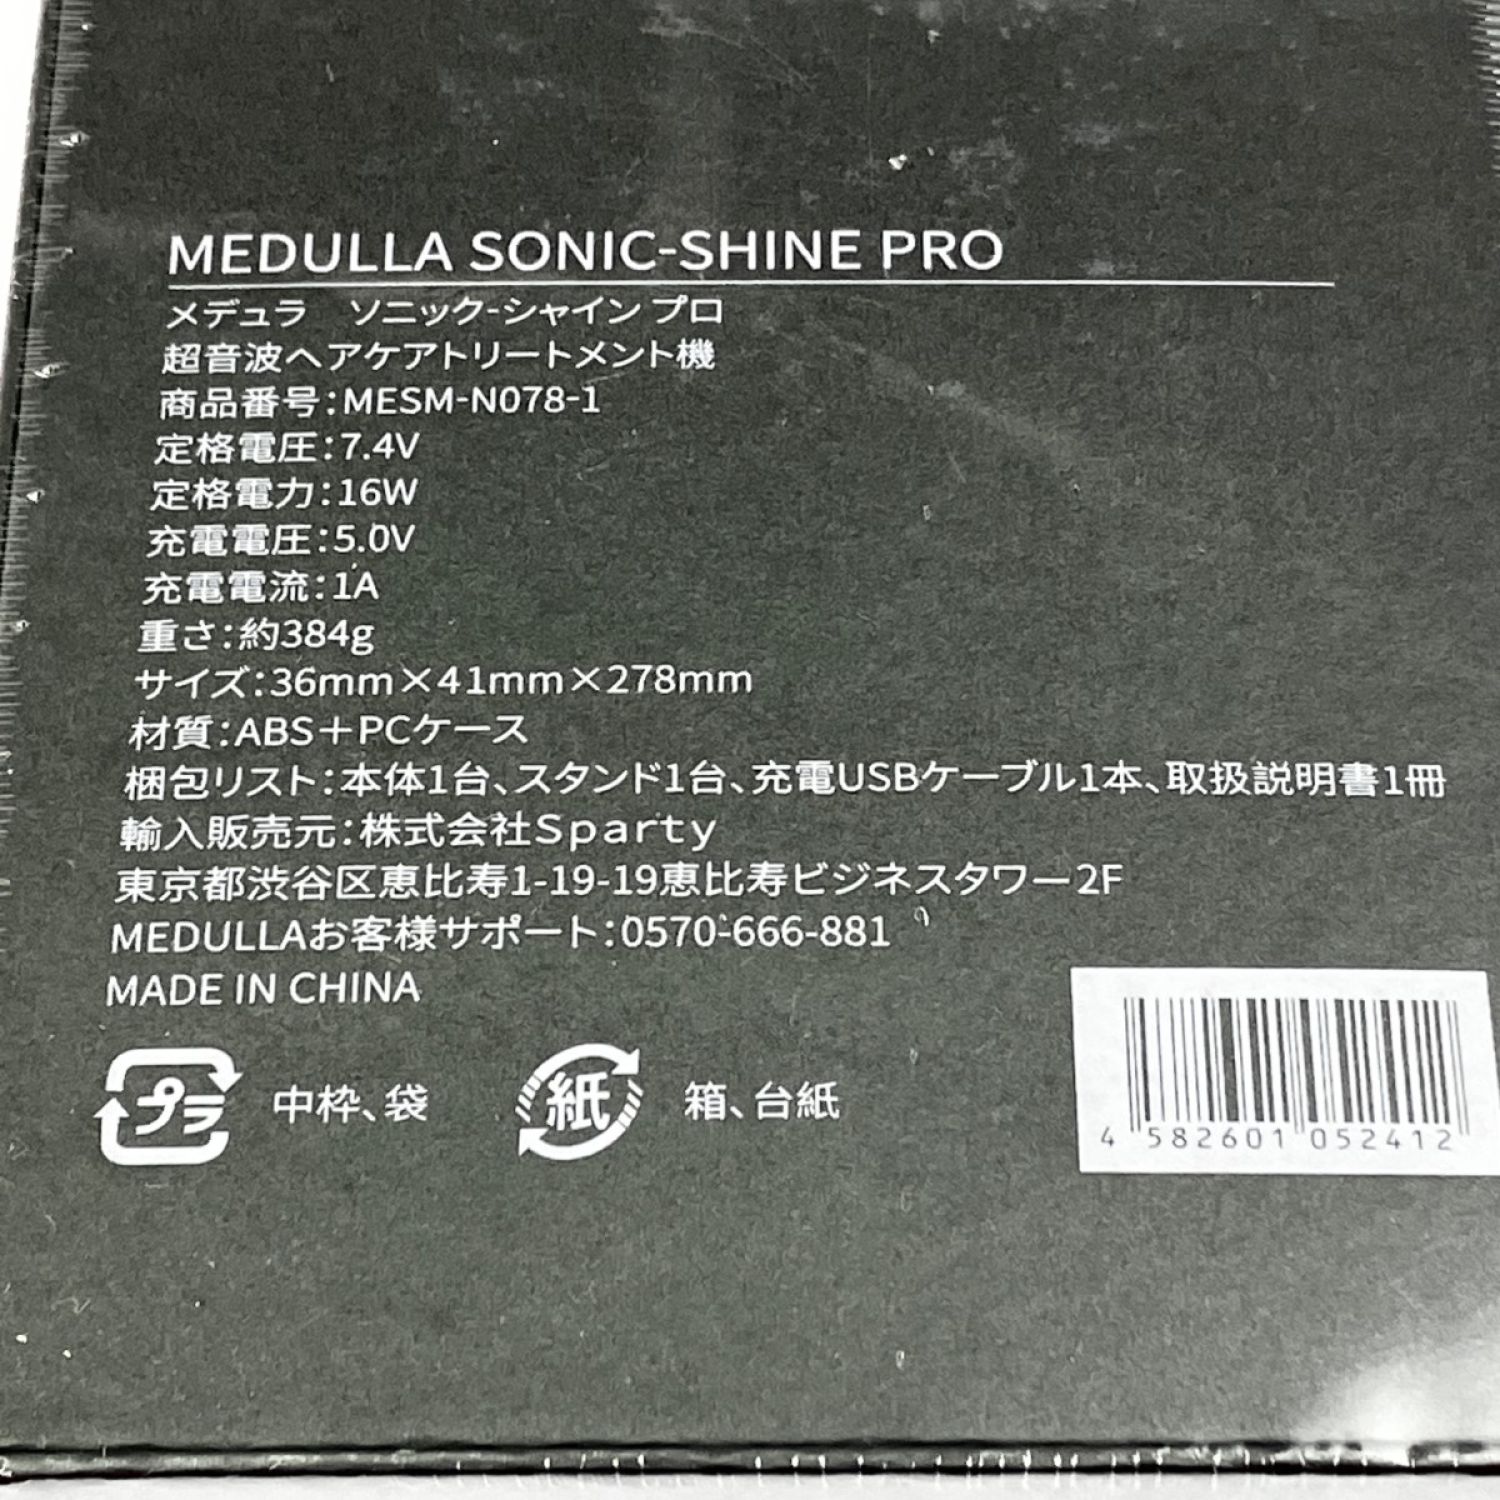 MEDULLA SONIC-SHINE PRO
メデュラ　ソニック-シャイン プロ
超音波ヘアケアトリートメント機
商品番号:MESM-N078-1
定格電圧:7.4V
定格電力:16W
充電電圧:5.0V
充電電流:1A
重さ:約384g
サイズ:36mm×41mm×278mm
材質:ABS＋PCケース
梱包リスト:本体1台、スタンド1台、充電USBケーブル1本、取扱説明書1冊
輸入販売元:株式会社Sparty
東京都渋谷区恵比寿1-19-19恵比寿ビジネスタワー2F
MEDULLAお客様サポート:0570-666-881
MADE IN CHINA
プラ 中枠、袋 紙 箱、台紙
4 582601 052412